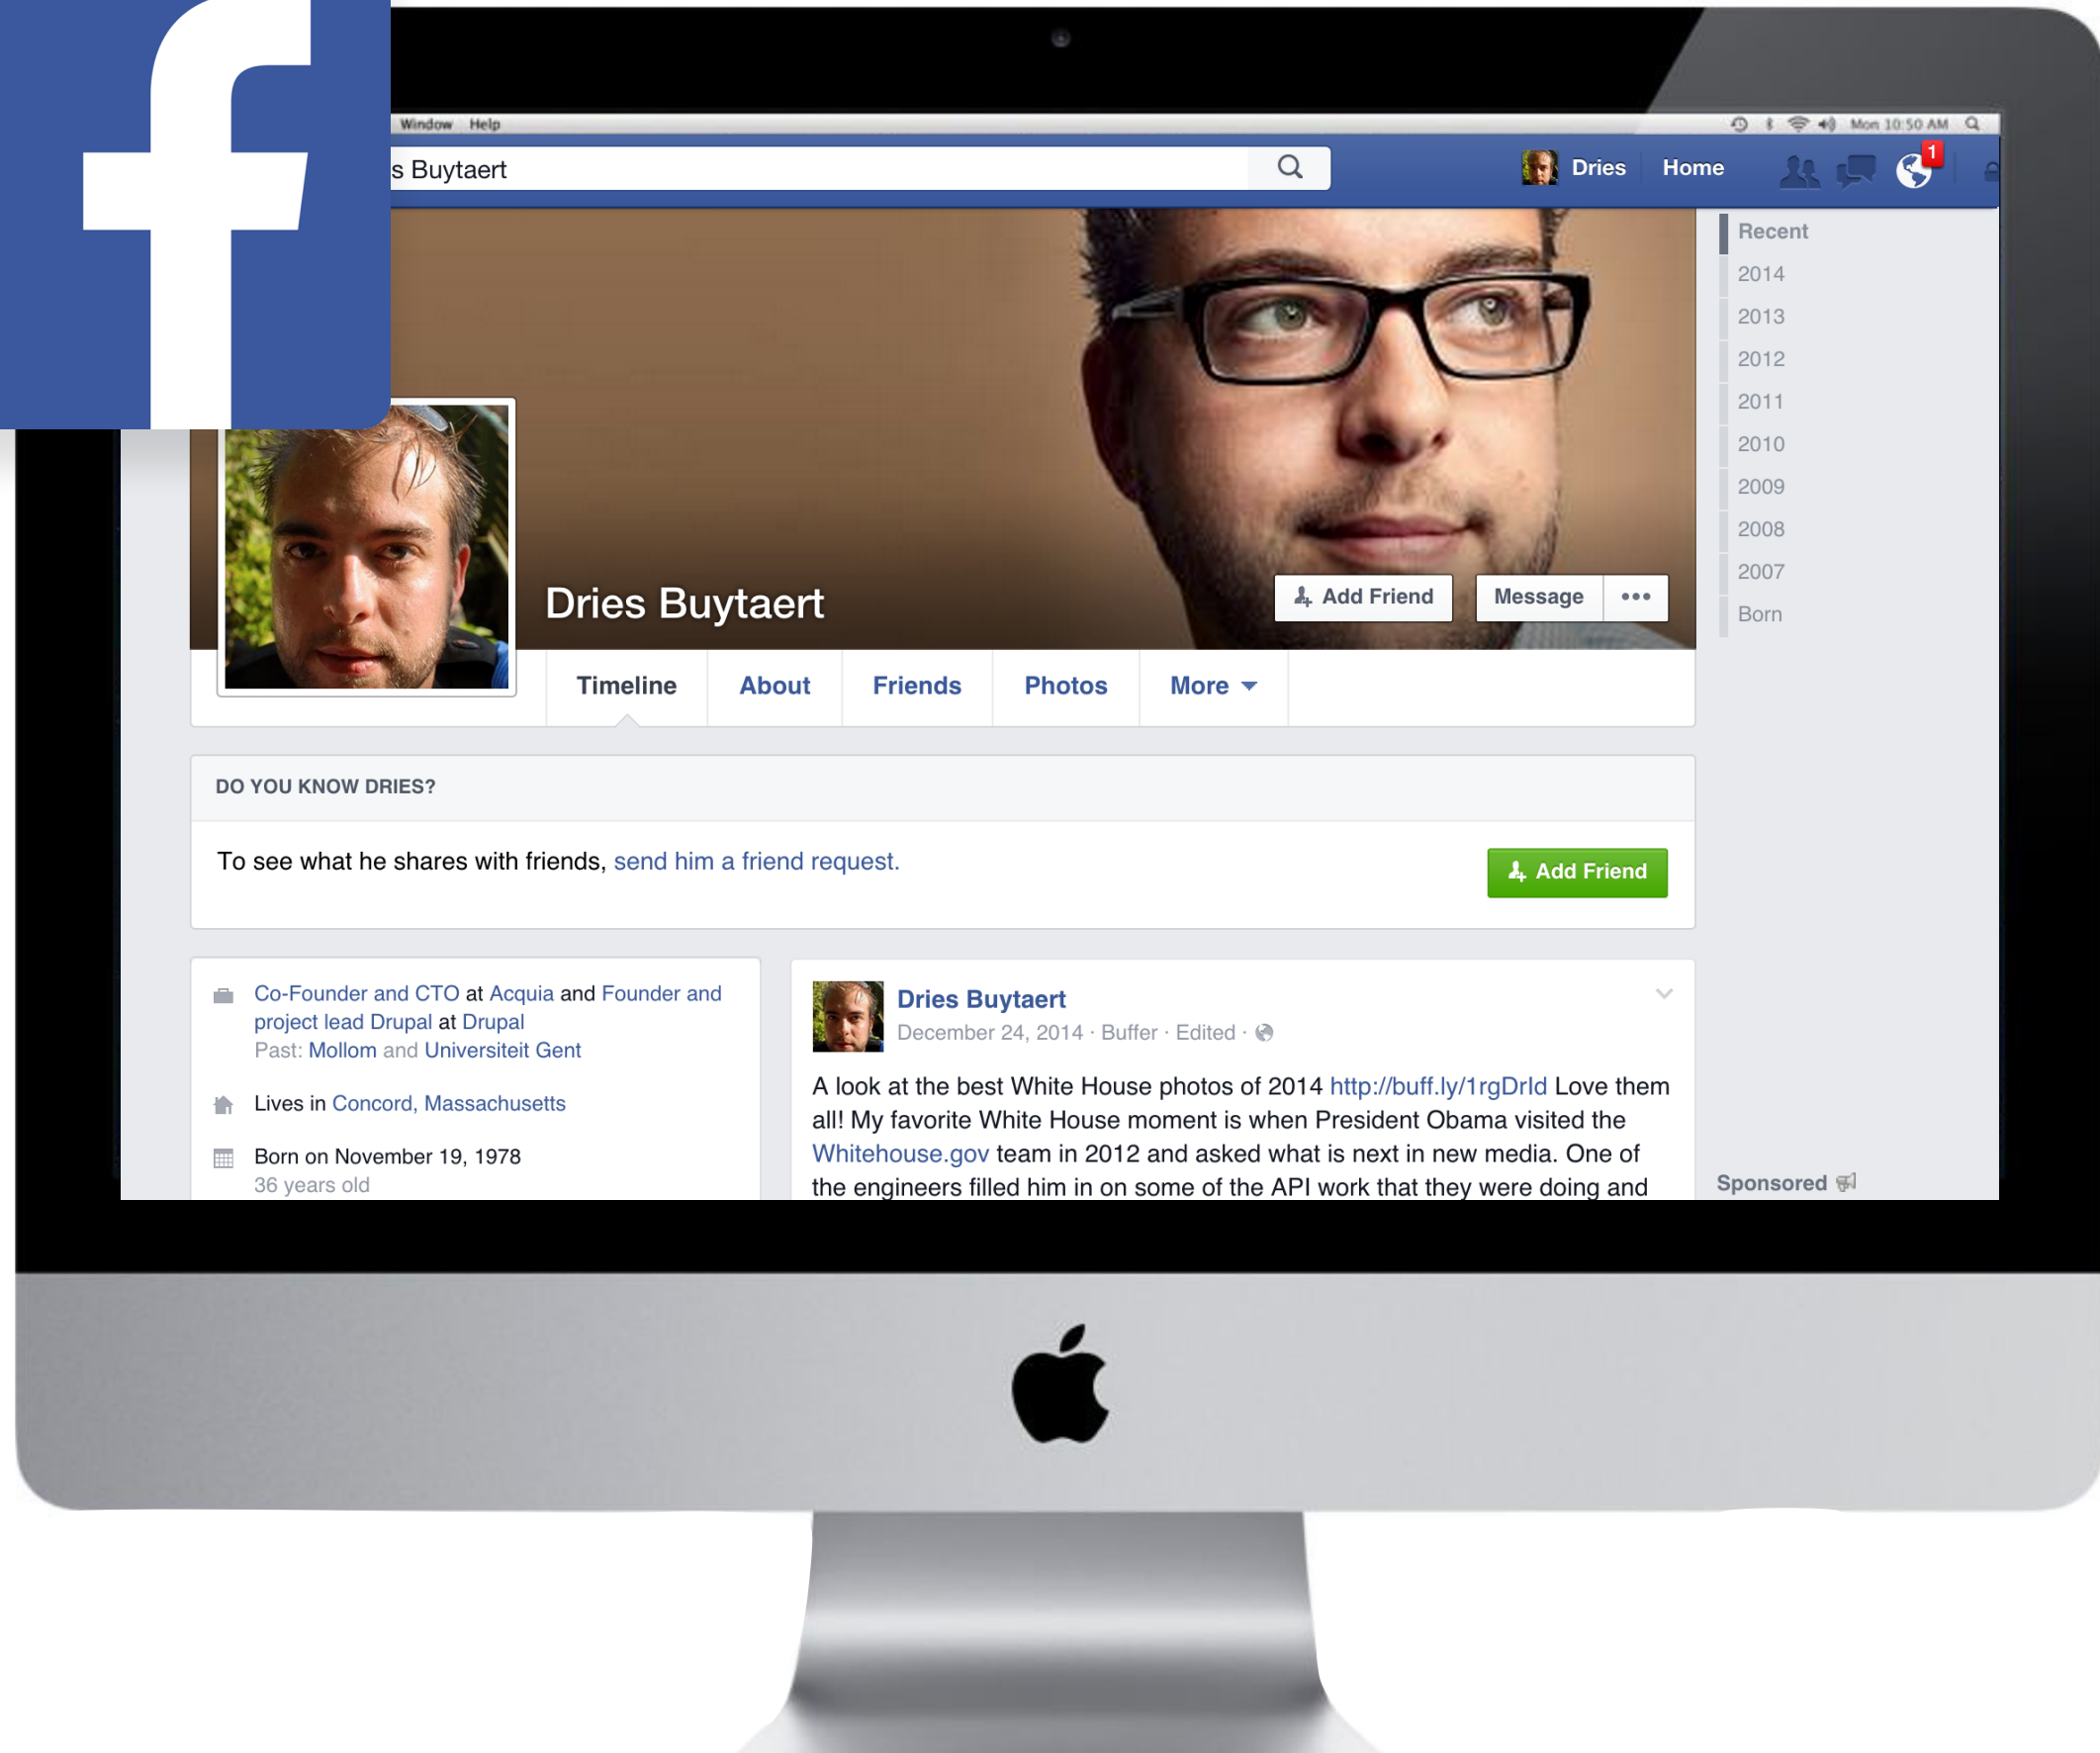 f
Window Help
Mon 10:50 AM
s Buytaert
Dries Home
1
Recent
2014
2013
2012
2011
2010
2009
2008
2007
Born
Dries Buytaert
Add Friend
Message
Timeline About Friends Photos More
DO YOU KNOW DRIES?
To see what he shares with friends, send him a friend request.
Add Friend
Co-Founder and CTO at Acquia and Founder and
project lead Drupal at Drupal
Past: Mollom and Universiteit Gent
Lives in Concord, Massachusetts
Born on November 19, 1978
36 years old
Dries Buytaert
December 24, 2014 · Buffer · Edited ·
A look at the best White House photos of 2014 http://buff.ly/1rgDrId Love them
all! My favorite White House moment is when President Obama visited the
Whitehouse.gov team in 2012 and asked what is next in new media. One of
the engineers filled him in on some of the API work that they were doing and
Sponsored